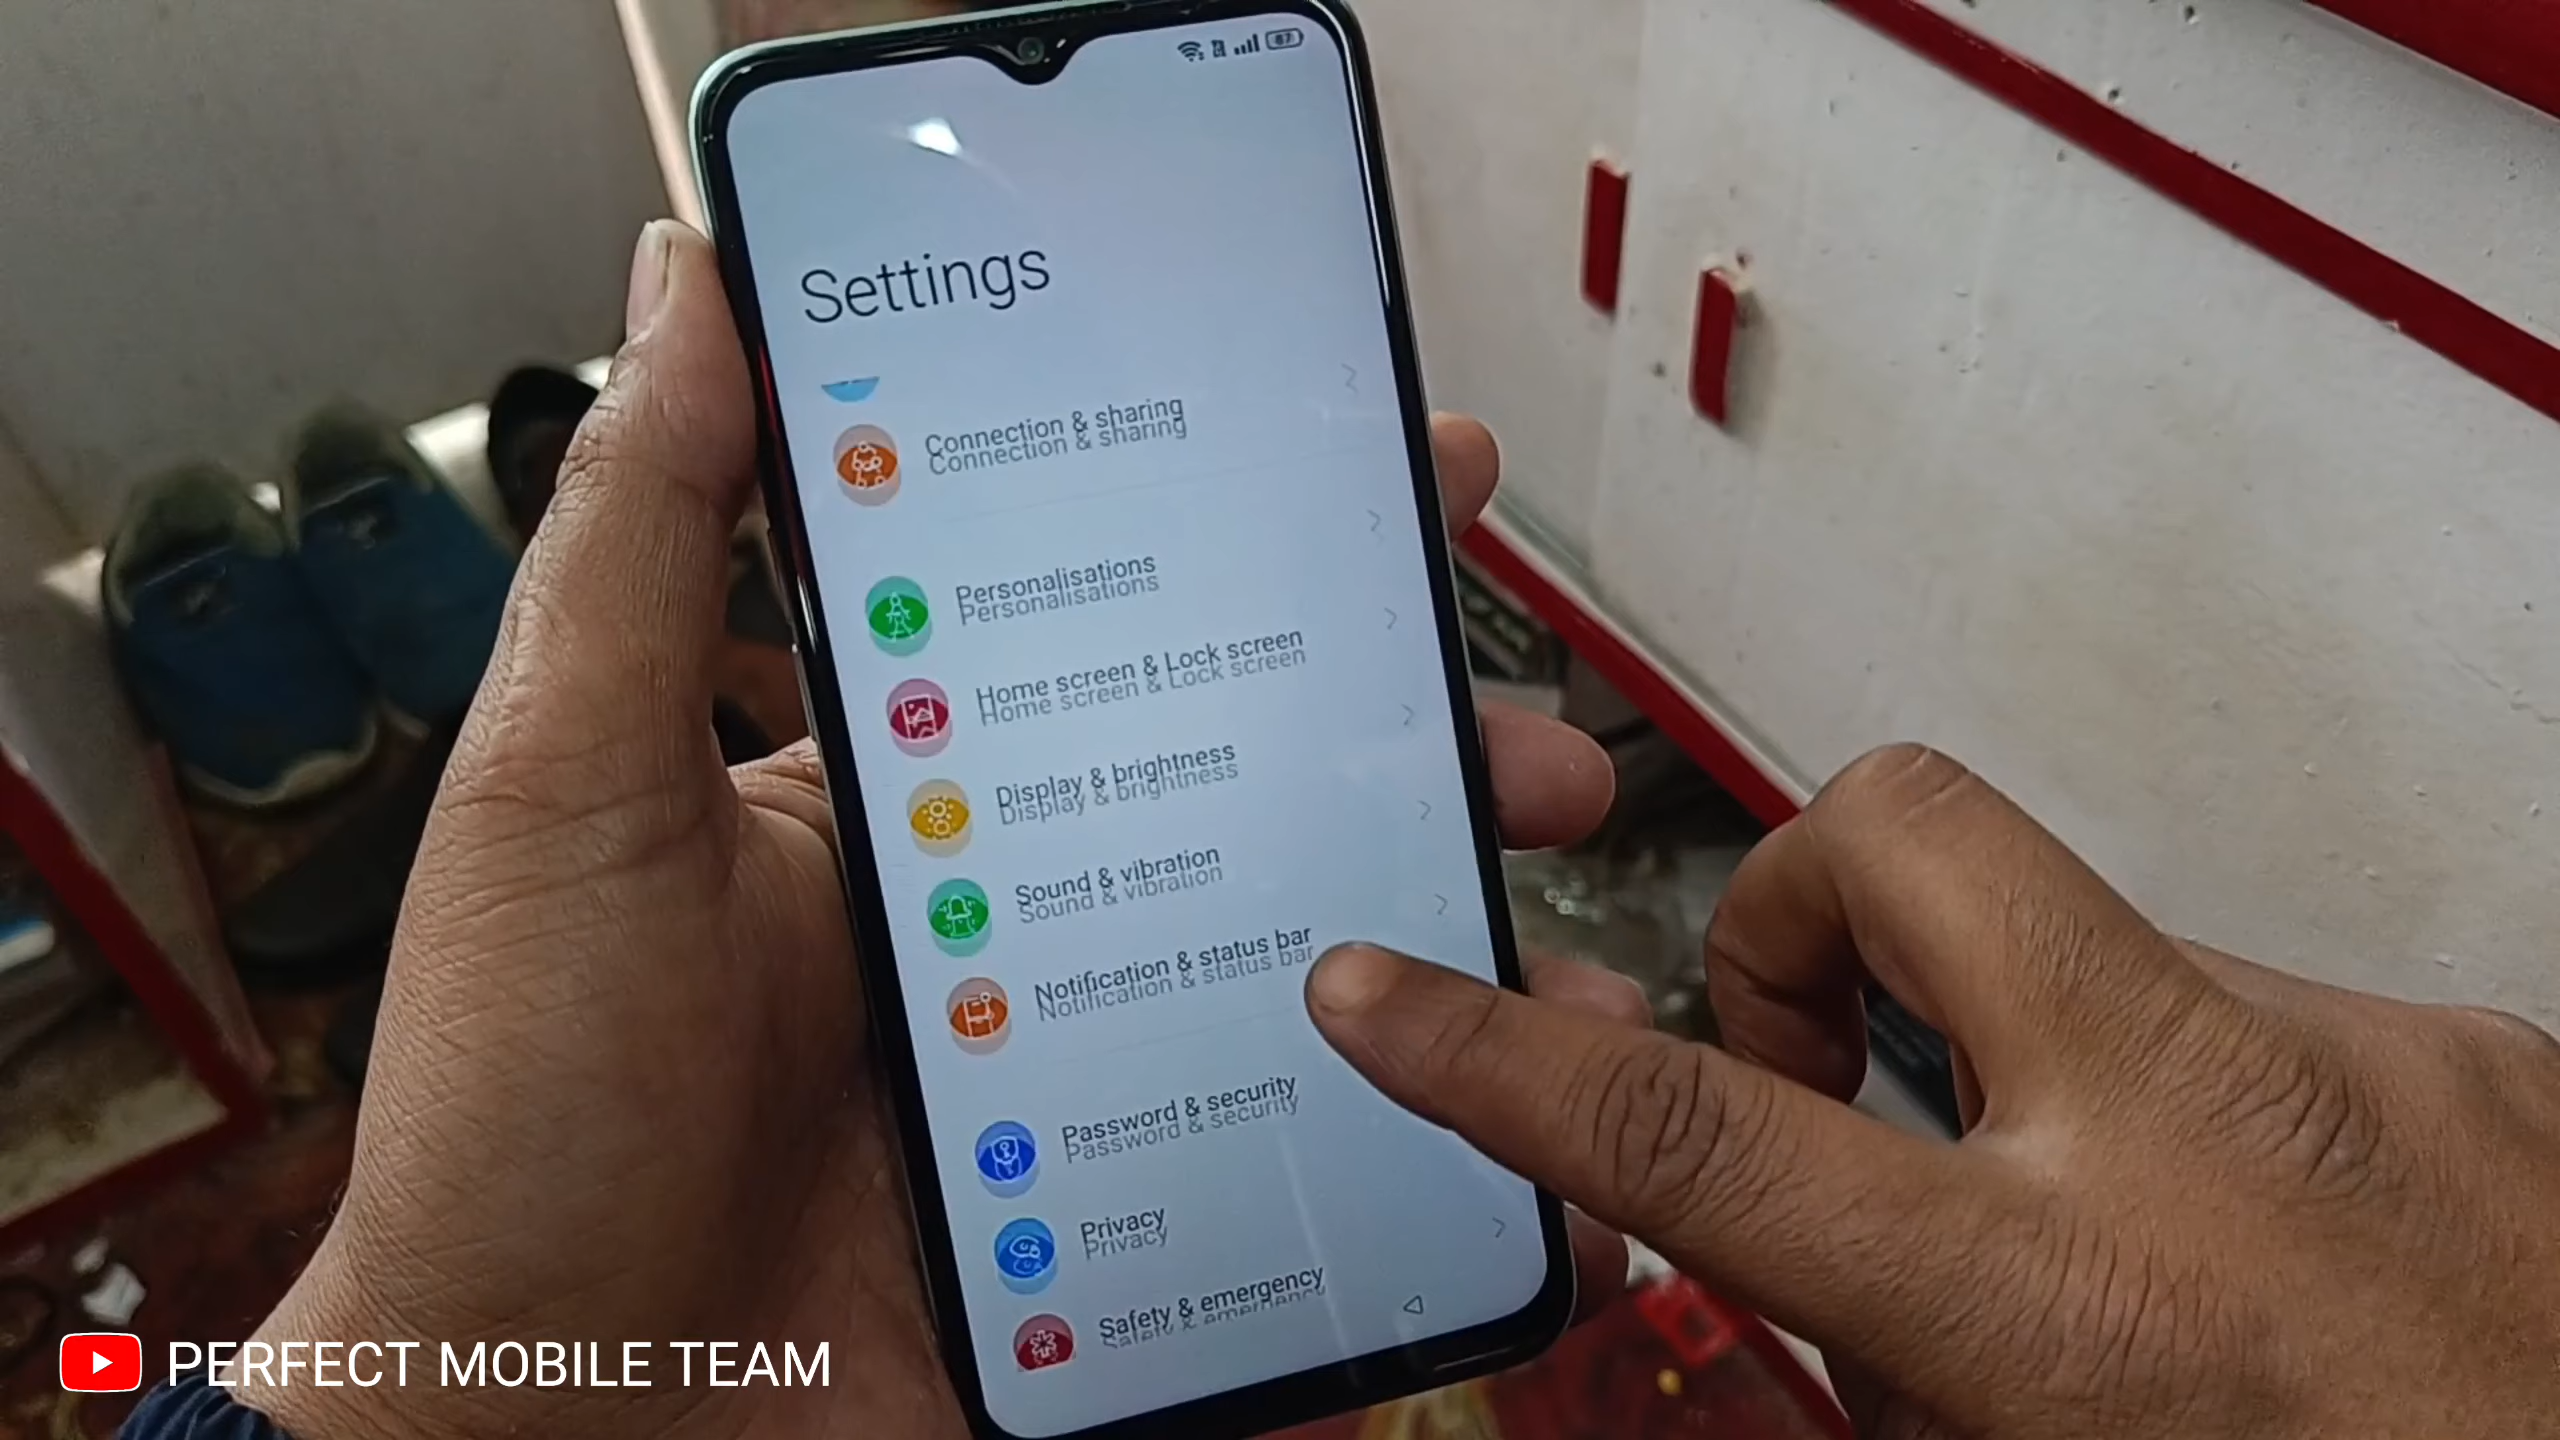 67
Settings
Connection & sharing
Personalisations
Home screen & Lock screen
Display & brightness
Sound & vibration
Notification & status bar
Password & security
Privacy
Safety & emergency
PERFECT MOBILE TEAM